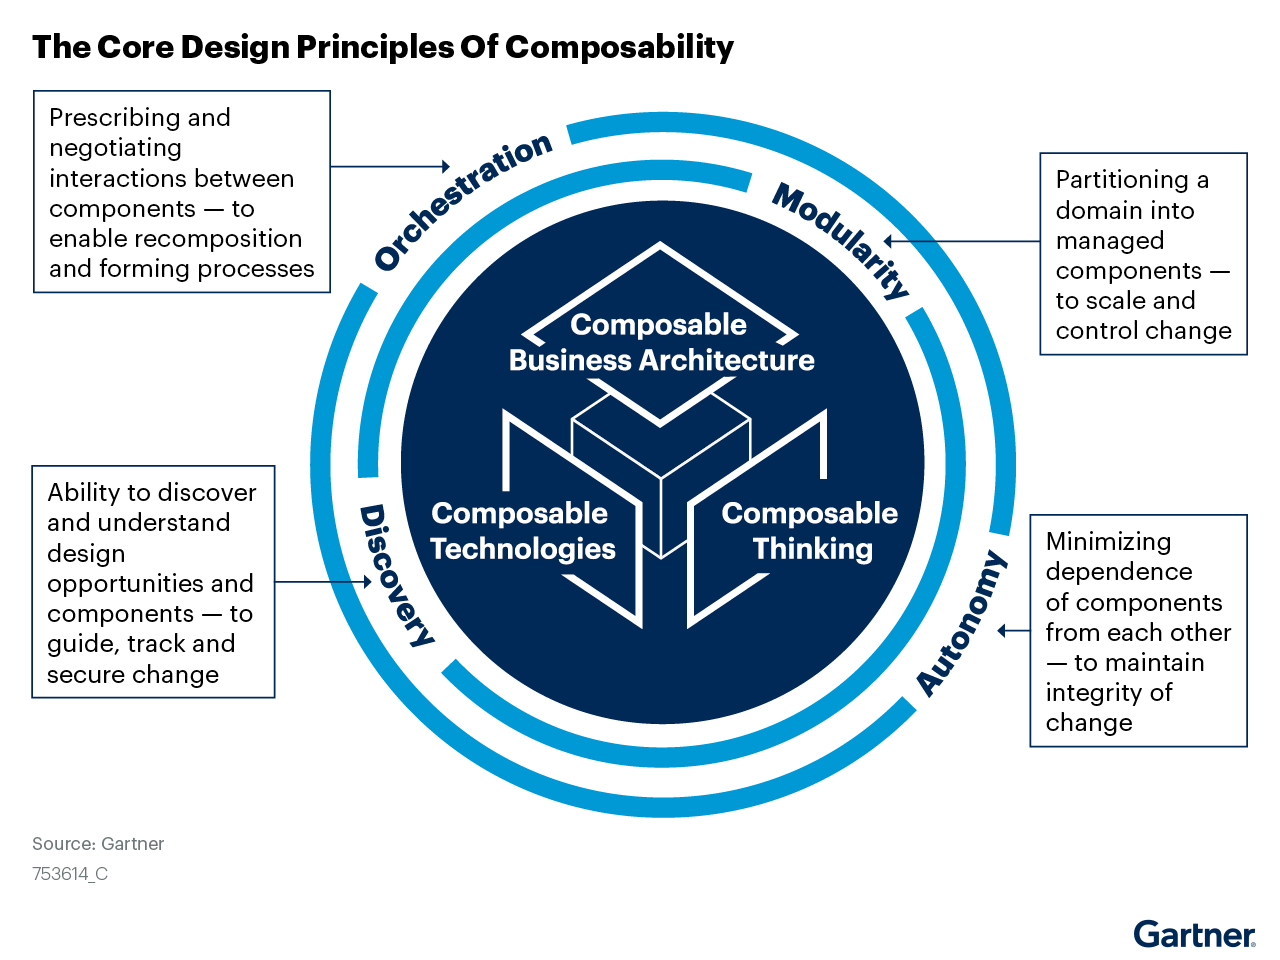 The Core Design Principles Of Composability
Prescribing and
negotiating
interactions between
components — to
enable recomposition
and forming processes
Orchestration
Modularity
Partitioning a
domain into
managed
components —
to scale and
control change
Composable
Business Architecture
Composable
Technologies
Composable
Thinking
Ability to discover
and understand
design
opportunities and
components — to
guide, track and
secure change
Discovery
Autonomy
Minimizing
dependence
of components
from each other
— to maintain
integrity of
change
Source: Gartner
753614_C
Gartner®